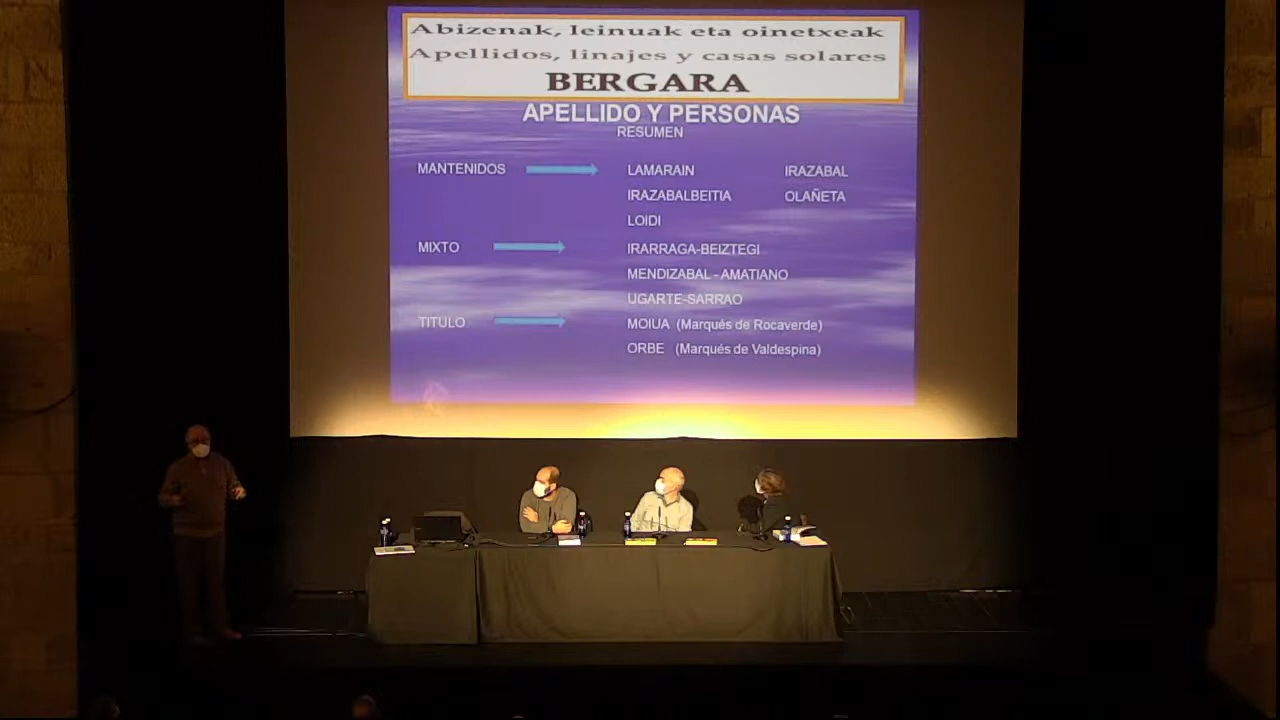 Abizenak, leinuak eta oinetxeak
Apellidos, linajes y casas solares
BERGARA
APELLIDO Y PERSONAS
RESUMEN
MANTENIDOS LAMARAIN IRAZABAL
IRAZABALBEITIA OLAÑETA
LOIDI
MIXTO IRARRAGA-BEIZTEGI
MENDIZABAL - AMATIANO
UGARTE-SARRAO
TITULO MOIUA (Marqués de Rocaverde)
ORBE (Marqués de Valdespina)